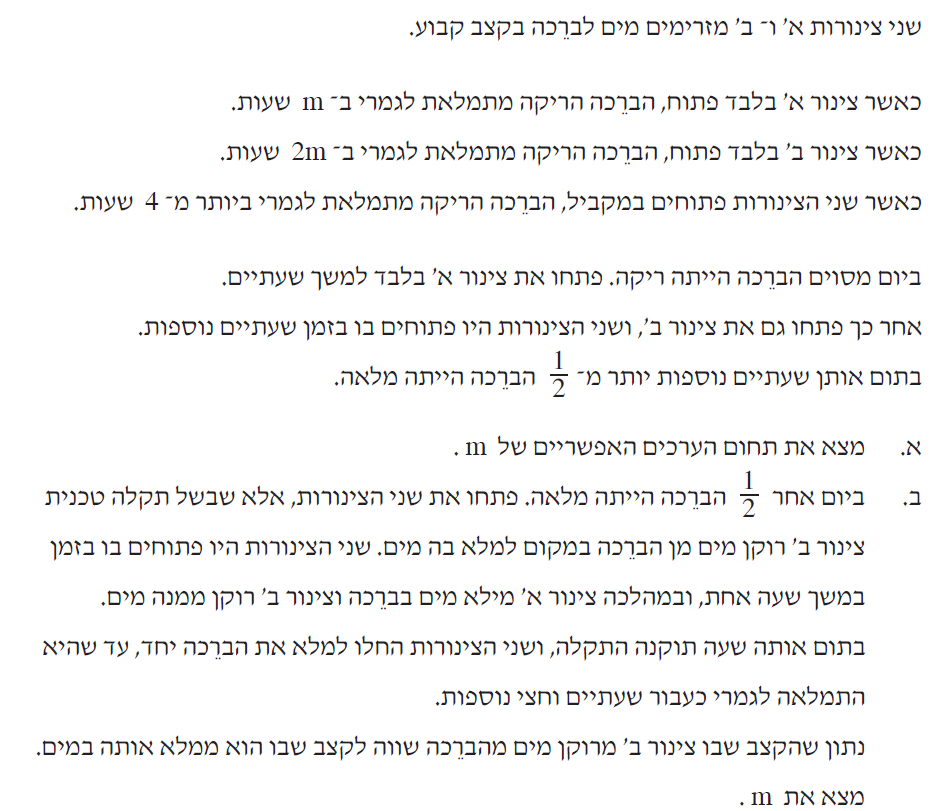 שני צינורות א' ו־ ב' מזרימים מים לברֵכה בקצב קבוע.
כאשר צינור א' בלבד פתוח, הברֵכה הריקה מתמלאת לגמרי ב־ m שעות.
כאשר צינור ב' בלבד פתוח, הברֵכה הריקה מתמלאת לגמרי ב־ 2m שעות.
כאשר שני הצינורות פתוחים במקביל, הברֵכה הריקה מתמלאת לגמרי ביותר מ־ 4 שעות.
ביום מסוים הברֵכה הייתה ריקה. פתחו את צינור א' בלבד למשך שעתיים.
אחר כך פתחו גם את צינור ב', ושני הצינורות היו פתוחים בו בזמן שעתיים נוספות.
בתום אותן שעתיים נוספות יותר מ־ 1/2 הברֵכה הייתה מלאה.
א. מצא את תחום הערכים האפשריים של m .
ב. ביום אחר 1/2 הברֵכה הייתה מלאה. פתחו את שני הצינורות, אלא שבשל תקלה טכנית
צינור ב' רוקן מים מן הברֵכה במקום למלא בה מים. שני הצינורות היו פתוחים בו בזמן
במשך שעה אחת, ובמהלכה צינור א' מילא מים בברֵכה וצינור ב' רוקן ממנה מים.
בתום אותה שעה תוקנה התקלה, ושני הצינורות החלו למלא את הברֵכה יחד, עד שהיא
התמלאה לגמרי כעבור שעתיים וחצי נוספות.
נתון שהקצב שבו צינור ב' מרוקן מים מהברֵכה שווה לקצב שבו הוא ממלא אותה במים.
מצא את m .